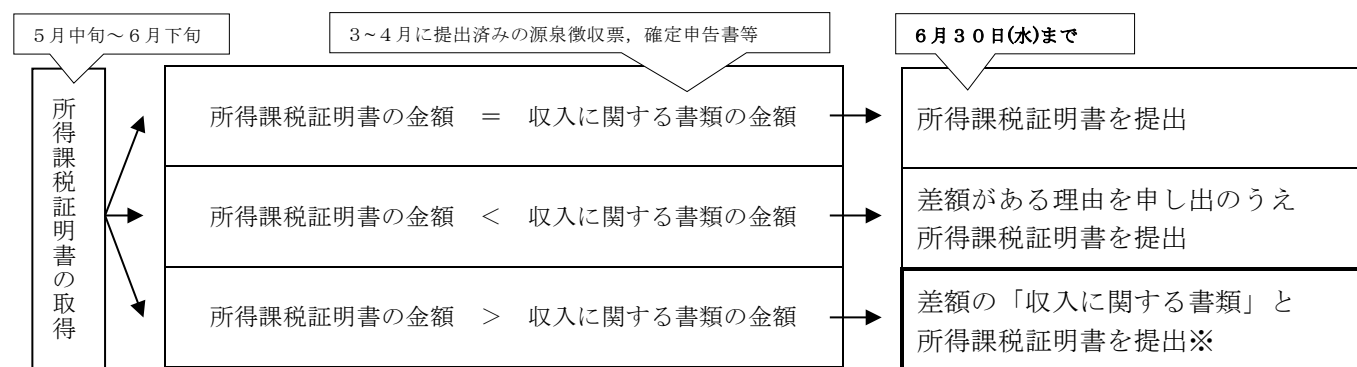 5月中旬～6月下旬
3~4月に提出済みの源泉徴収票，確定申告書等
6月30日(水)まで
所得課税証明書の取得
所得課税証明書の金額 ＝ 収入に関する書類の金額
所得課税証明書を提出
所得課税証明書の金額 ＜ 収入に関する書類の金額
差額がある理由を申し出のうえ
所得課税証明書を提出
所得課税証明書の金額 ＞ 収入に関する書類の金額
差額の「収入に関する書類」と
所得課税証明書を提出※